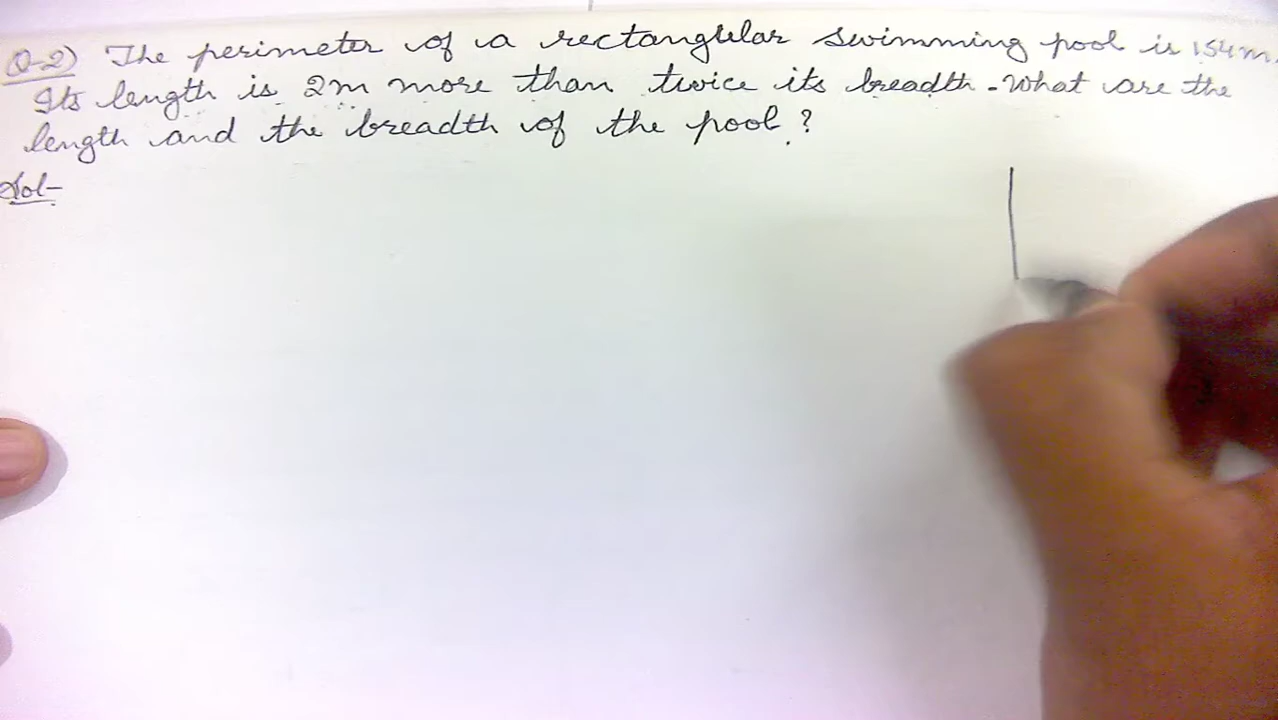 Q-2) The perimeter of a rectangular swimming pool is 154m.
Its length is 2m more than twice its breadth. What are the
length and the breadth of the pool?
Sol-